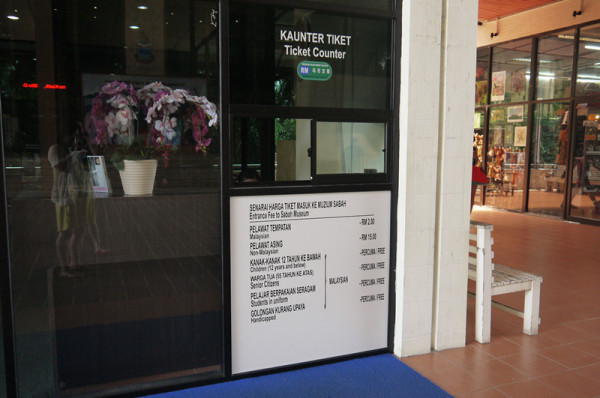 KAUNTER TIKET
Ticket Counter
RM
SENARAI HARGA TIKET MASUK KE MUZIUM SABAH
Entrance Fee to Sabah Museum
PELAWAT TEMPATAN -RM 2.00
Malaysian
PELAWAT ASING -RM 15.00
Non-Malaysian
KANAK-KANAK 12 TAHUN KE BAWAH -PERCUMA / FREE
Children (12 years and below)
WARGA TUA (55 TAHUN KE ATAS) -PERCUMA / FREE
Senior Citizens
MALAYSIAN
PELAJAR BERPAKAIAN SERAGAM -PERCUMA / FREE
Students in uniform
GOLONGAN KURANG UPAYA -PERCUMA / FREE
Handicapped